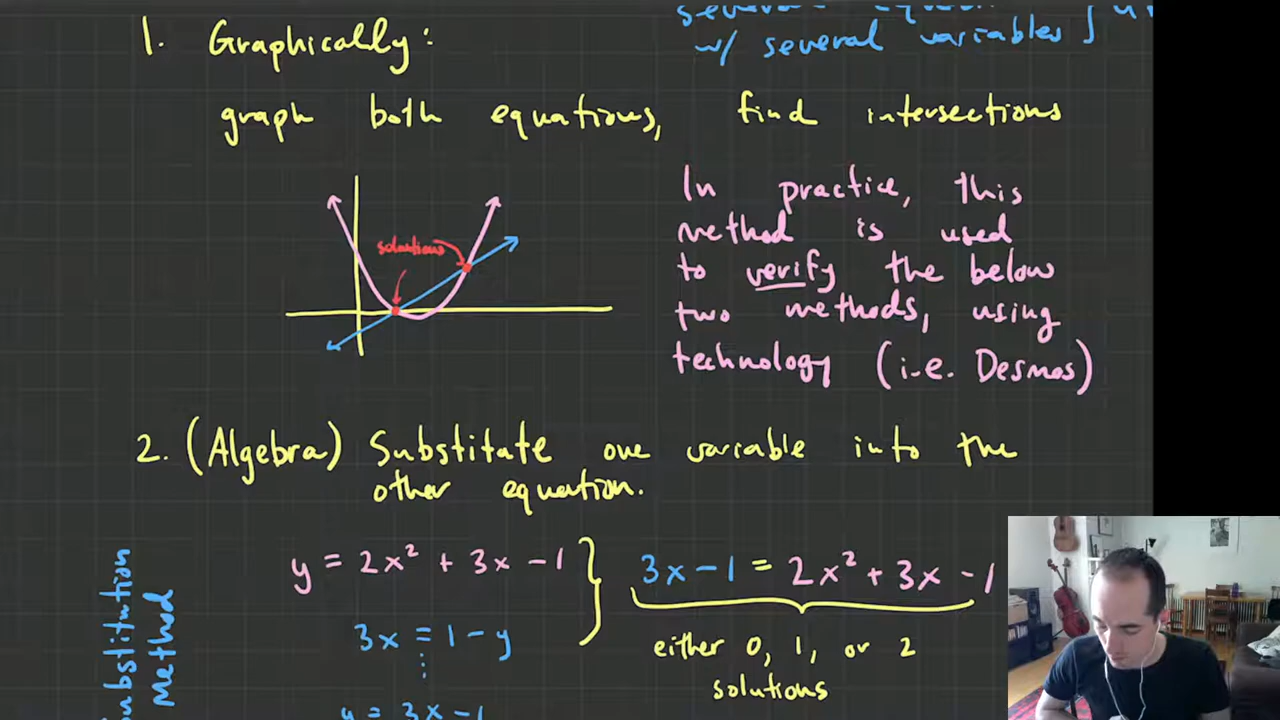 w/ several variables
1. Graphically:
graph both equations, find intersections
solutions
In practice, this
method is used
to verify the below
two methods, using
technology (i.e. Desmos)
2. (Algebra) Substitute one variable into the
other equation.
Substitution
Method
y = 2x² + 3x - 1
3x = 1 - y
y = 3x - 1
3x - 1 = 2x² + 3x - 1
either 0, 1, or 2
solutions